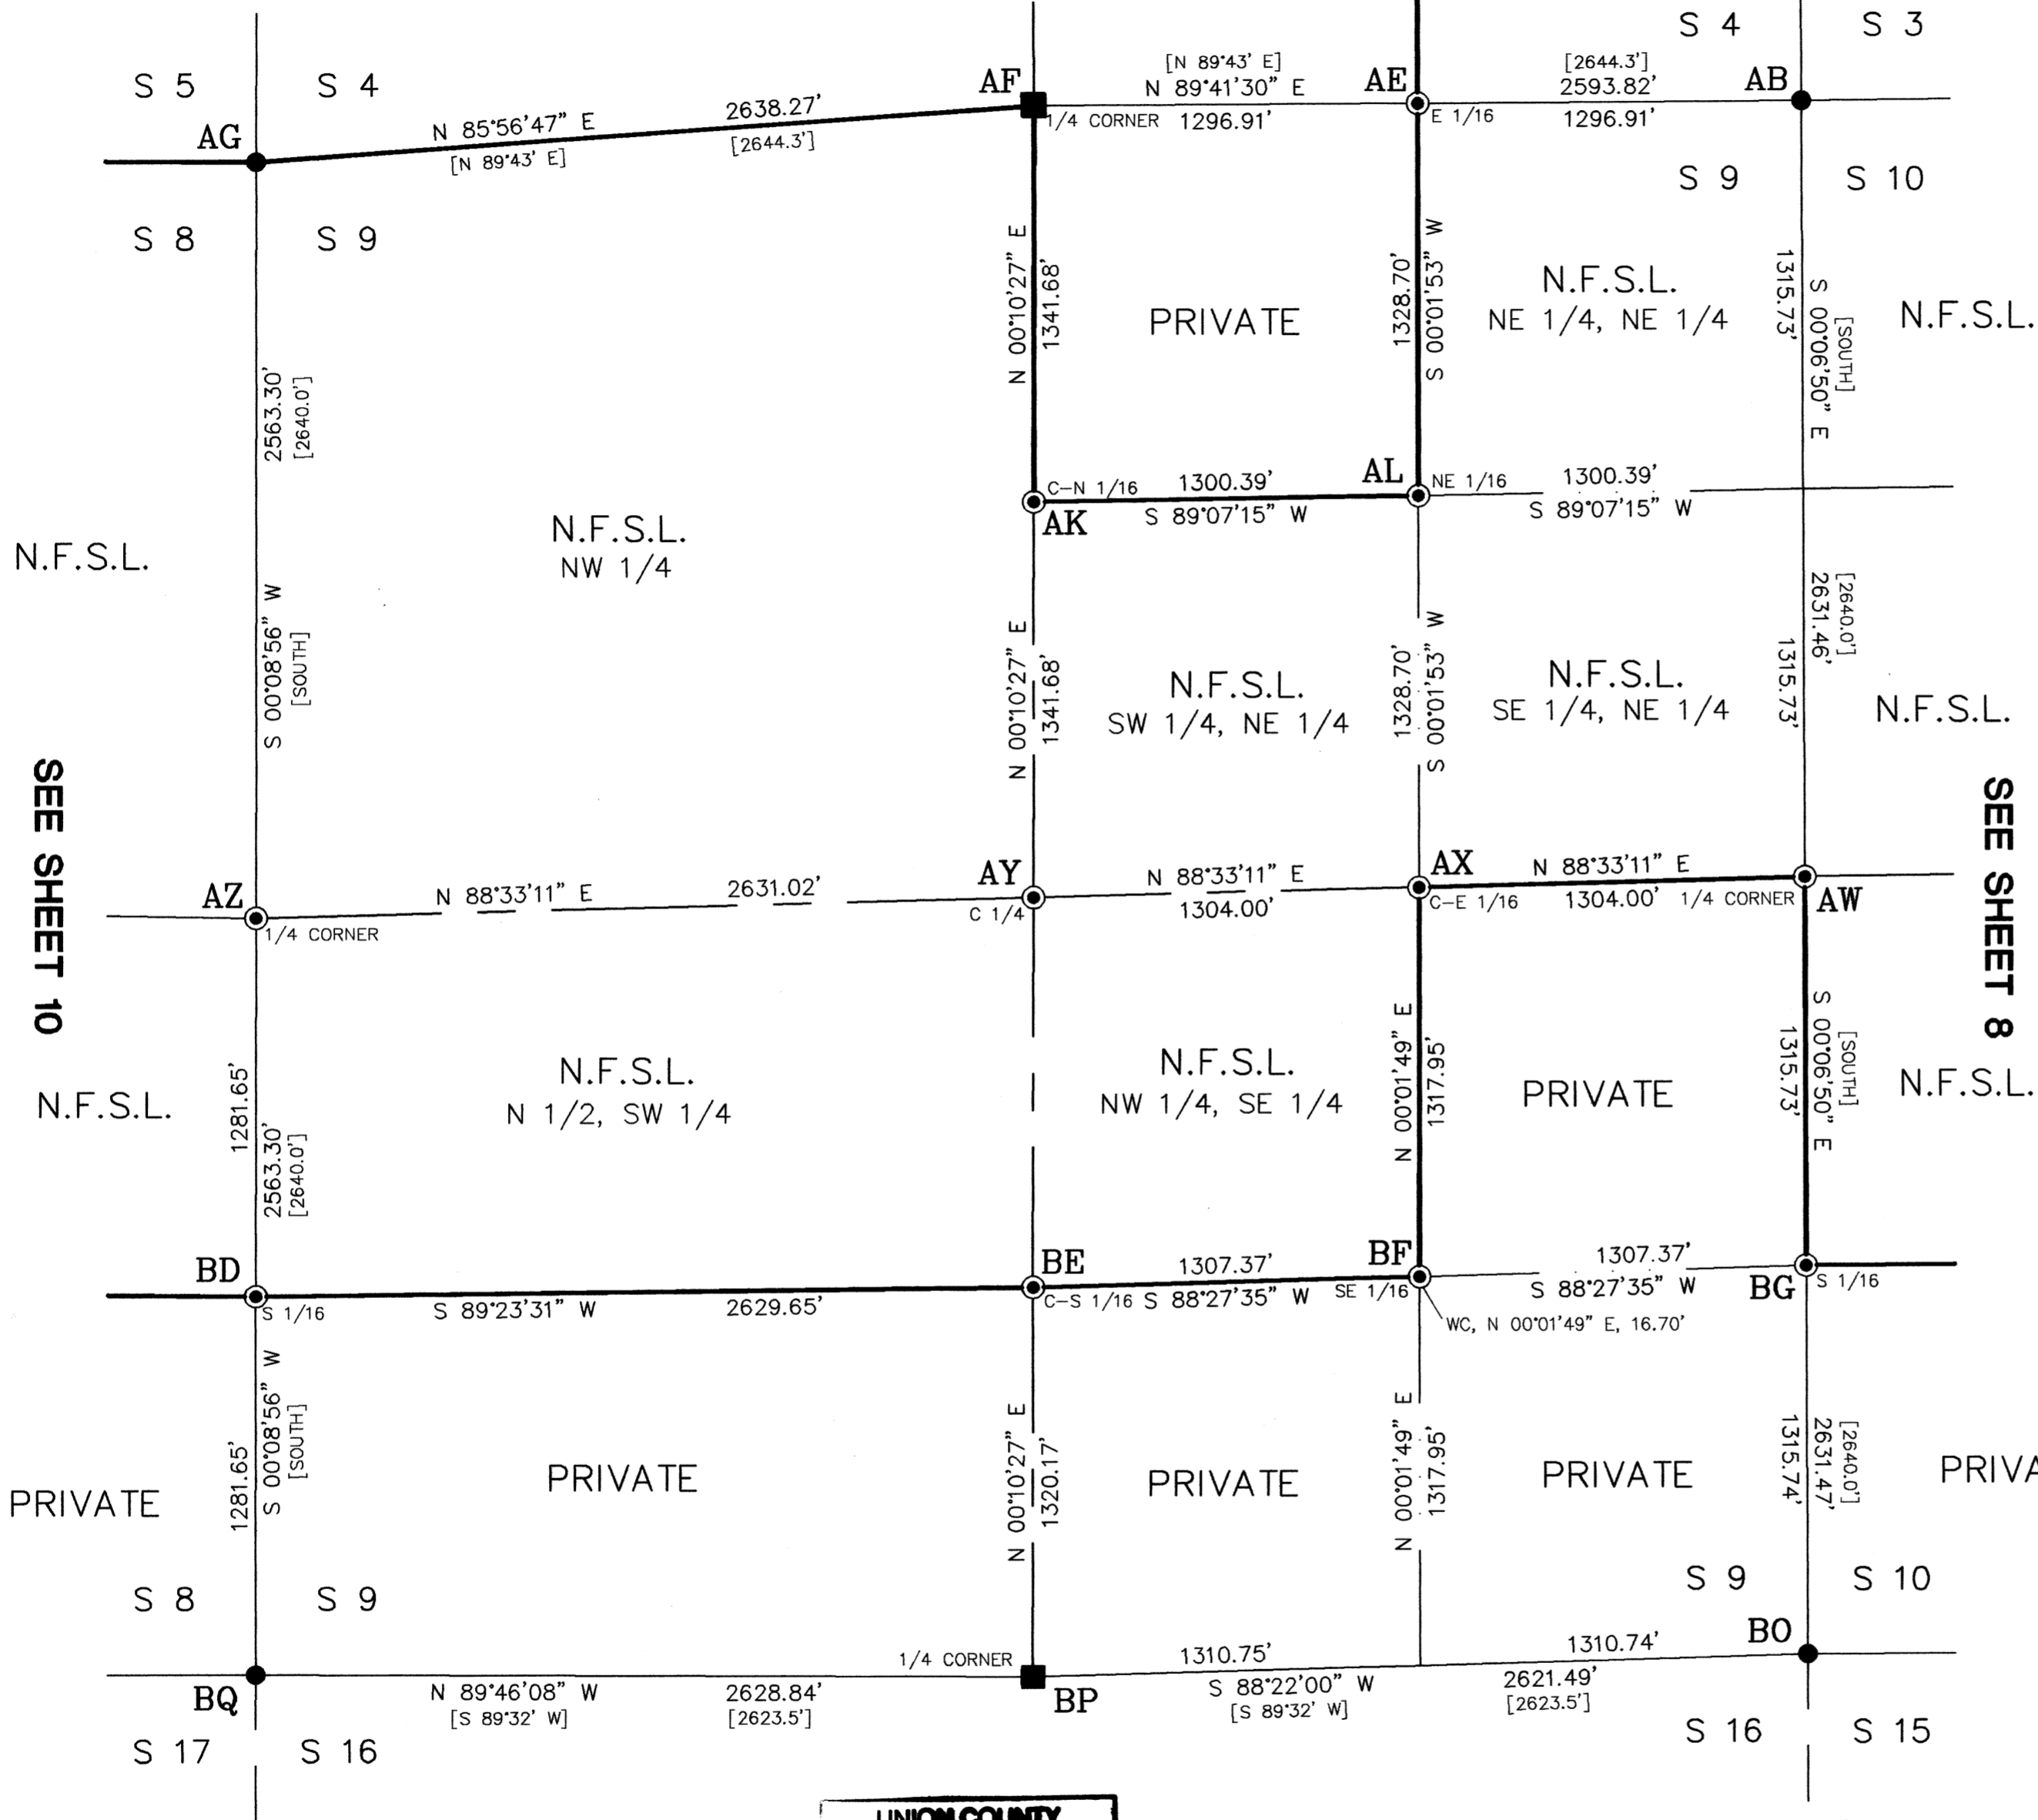 S 4
S 3
S 5
S 4
AF
[N 89°43' E]
N 89°41'30" E
AE
[2644.3']
2593.82'
AB
AG
N 85°56'47" E
2638.27'
[N 89°43' E]
[2644.3']
1/4 CORNER
1296.91'
E 1/16
1296.91'
S 9
S 10
S 8
S 9
N 00°10'27" E
1341.68'
PRIVATE
1328.70'
S 00°01'53" W
N.F.S.L.
NE 1/4, NE 1/4
1315.73'
S 00°06'50" E
[SOUTH]
N.F.S.L.
2563.30'
[2640.0']
C-N 1/16
1300.39'
AL
NE 1/16
1300.39'
AK
S 89°07'15" W
S 89°07'15" W
N.F.S.L.
N.F.S.L.
NW 1/4
S 00°08'56" W
[SOUTH]
N 00°10'27" E
1341.68'
N.F.S.L.
SW 1/4, NE 1/4
1328.70'
S 00°01'53" W
N.F.S.L.
SE 1/4, NE 1/4
1315.73'
2631.46'
[2640.0']
N.F.S.L.
SEE SHEET 10
SEE SHEET 8
AZ
N 88°33'11" E
2631.02'
AY
N 88°33'11" E
AX
N 88°33'11" E
1/4 CORNER
C 1/4
1304.00'
C-E 1/16
1304.00'
1/4 CORNER
AW
N.F.S.L.
1281.65'
2563.30'
[2640.0']
N.F.S.L.
N 1/2, SW 1/4
N.F.S.L.
NW 1/4, SE 1/4
N 00°01'49" E
1317.95'
PRIVATE
1315.73'
S 00°06'50" E
[SOUTH]
N.F.S.L.
BD
BE
1307.37'
BF
1307.37'
S 1/16
S 89°23'31" W
2629.65'
C-S 1/16
S 88°27'35" W
SE 1/16
S 88°27'35" W
BG
S 1/16
WC, N 00°01'49" E, 16.70'
PRIVATE
1281.65'
S 00°08'56" W
[SOUTH]
PRIVATE
N 00°10'27" E
1320.17'
PRIVATE
N 00°01'49" E
1317.95'
PRIVATE
1315.74'
2631.47'
[2640.0']
PRIVA
S 8
S 9
S 9
S 10
1/4 CORNER
1310.75'
1310.74'
BO
BQ
N 89°46'08" W
2628.84'
BP
S 88°22'00" W
2621.49'
[S 89°32' W]
[2623.5']
[S 89°32' W]
[2623.5']
S 17
S 16
S 16
S 15
UNION COUNTY